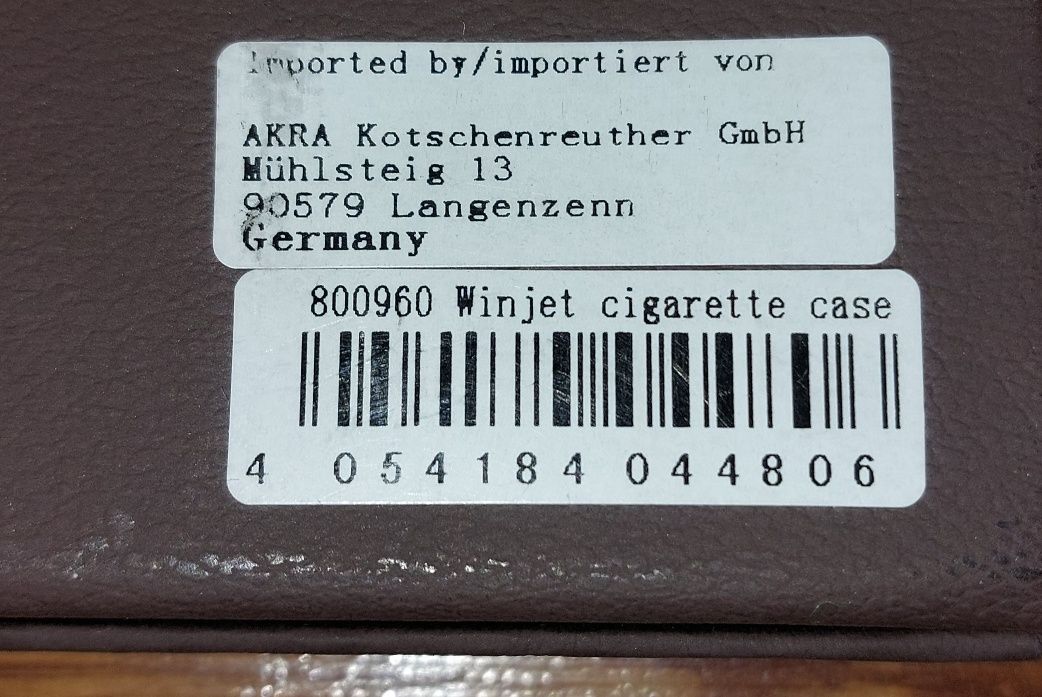 Imported by/importiert von
AKRA Kotschenreuther GmbH
Mühlsteig 13
90579 Langenzenn
Germany
800960 Winjet cigarette case
4 054184 044806